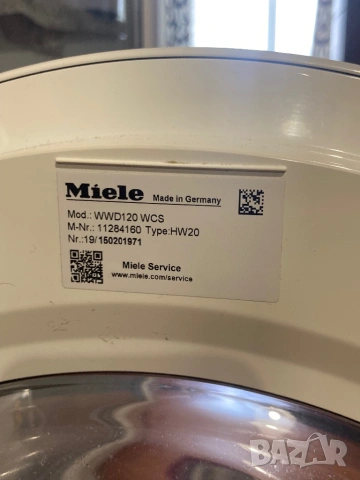 Miele Made in Germany
Mod.: WWD120 WCS
M-Nr.: 11284160 Type:HW20
Nr.:19/150201971
Miele Service
www.miele.com/service
BAZAR